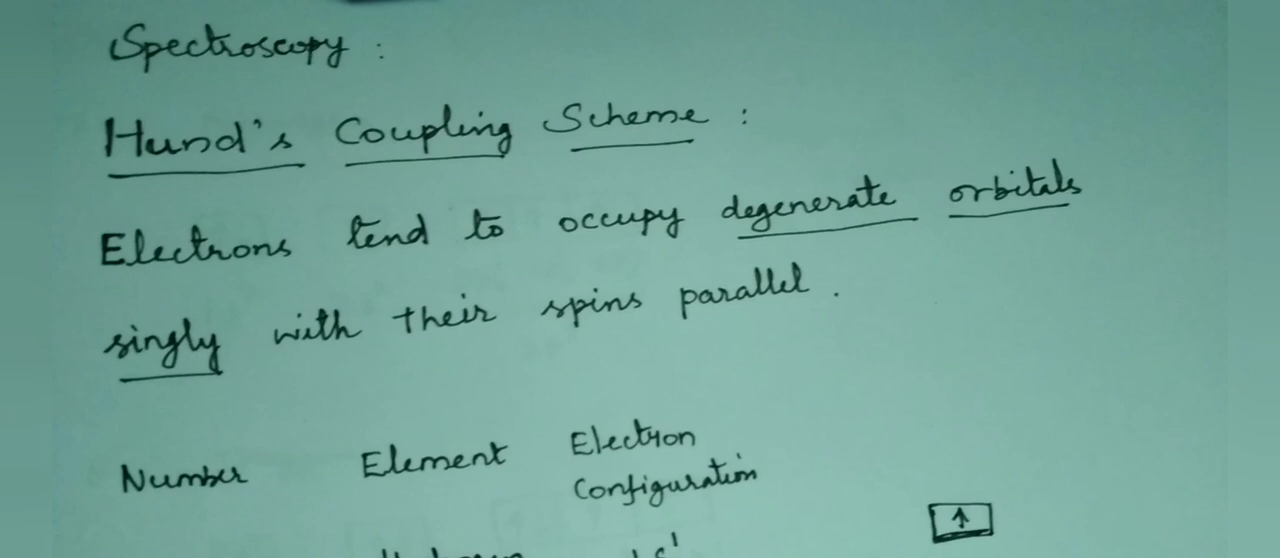 Spectroscopy :
Hund's Coupling Scheme :
Electrons tend to occupy degenerate orbitals
singly with their spins parallel .
Number Element Electron
Configuration
↑